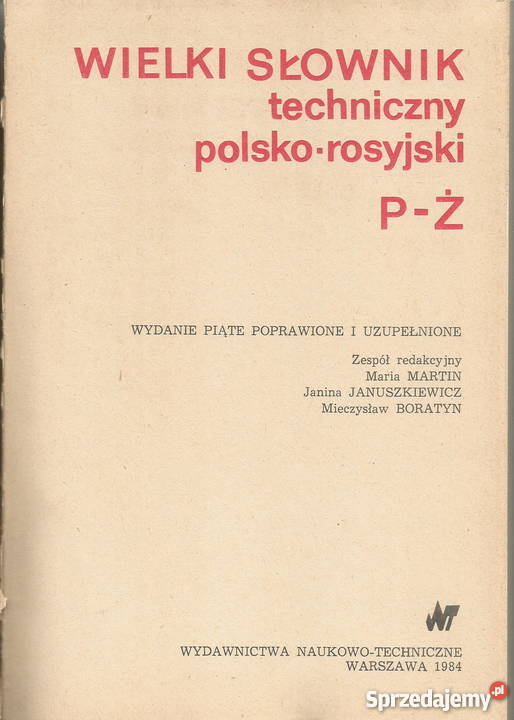 WIELKI SŁOWNIK
techniczny
polsko-rosyjski
P-Ż
WYDANIE PIĄTE POPRAWIONE I UZUPEŁNIONE
Zespół redakcyjny
Maria MARTIN
Janina JANUSZKIEWICZ
Mieczysław BORATYN
WNT
WYDAWNICTWA NAUKOWO-TECHNICZNE
WARSZAWA 1984
Sprzedajemy.pl